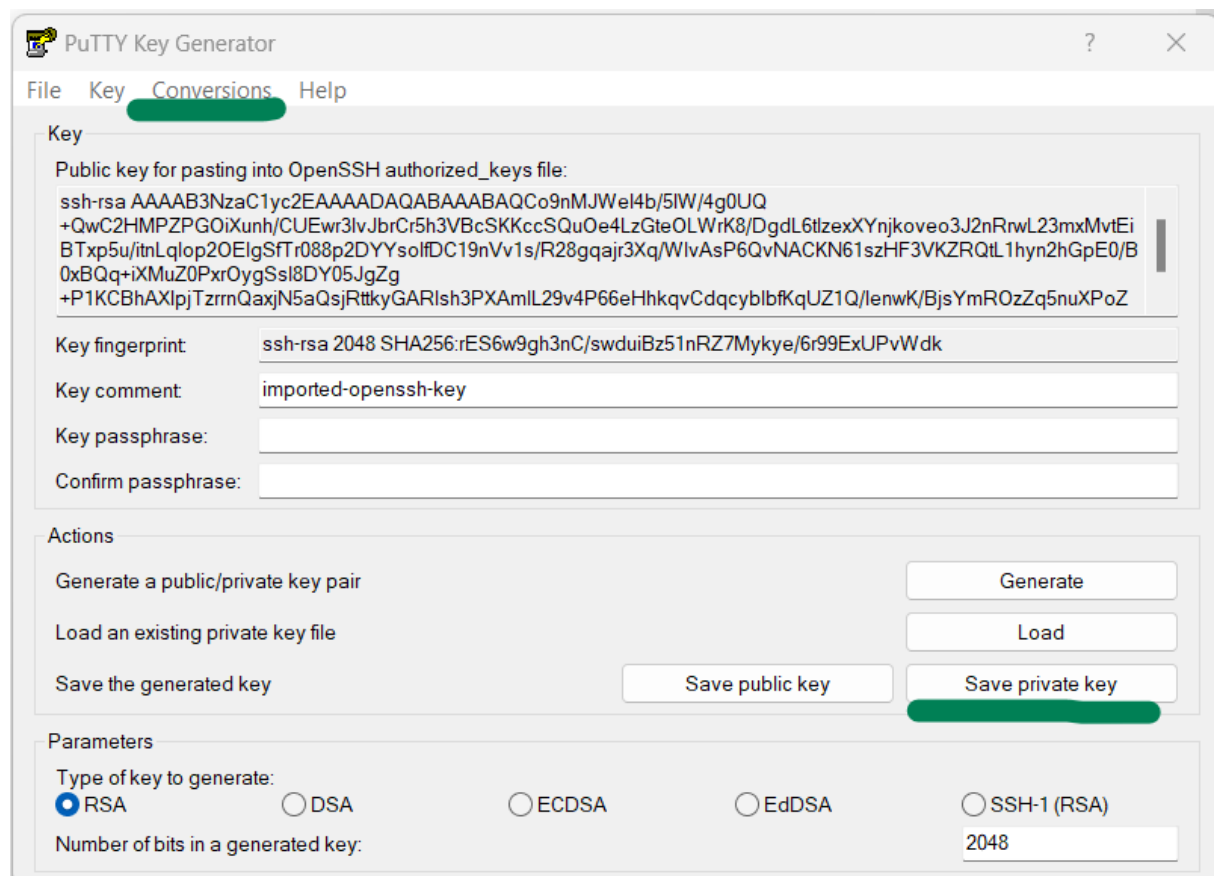 PuTTY Key Generator
File Key Conversions Help
Key
Public key for pasting into OpenSSH authorized_keys file:
ssh-rsa AAAAB3NzaC1yc2EAAAADAQABAAABAQCo9nMJWel4b/5lW/4g0UQ
+QwC2HMPZPGOiXunh/CUEwr3lvJbrCr5h3VBcSKKccSQuOe4LzGteOLWrK8/DgdL6tlzexXYnjkoveo3J2nRrwL23mxMvtEi
BTxp5u/itnLqlop2OElgSfTr088p2DYYsolfDC19nVv1s/R28gqajr3Xq/WlvAsP6QvNACKN61szHF3VKZRQtL1hyn2hGpE0/B
0xBQq+iXMuZ0PxrOygSsl8DY05JgZg
+P1KCBhAXlpjTzrrnQaxjN5aQsjRttkyGARlsh3PXAmlL29v4P66eHhkqvCdqcyblbfKqUZ1Q/lenwK/BjsYmROzZq5nuXPoZ
Key fingerprint: ssh-rsa 2048 SHA256:rES6w9gh3nC/swduiBz51nRZ7Mykye/6r99ExUPvWdk
Key comment: imported-openssh-key
Key passphrase:
Confirm passphrase:
Actions
Generate a public/private key pair Generate
Load an existing private key file Load
Save the generated key Save public key Save private key
Parameters
Type of key to generate:
RSA DSA ECDSA EdDSA SSH-1 (RSA)
Number of bits in a generated key: 2048